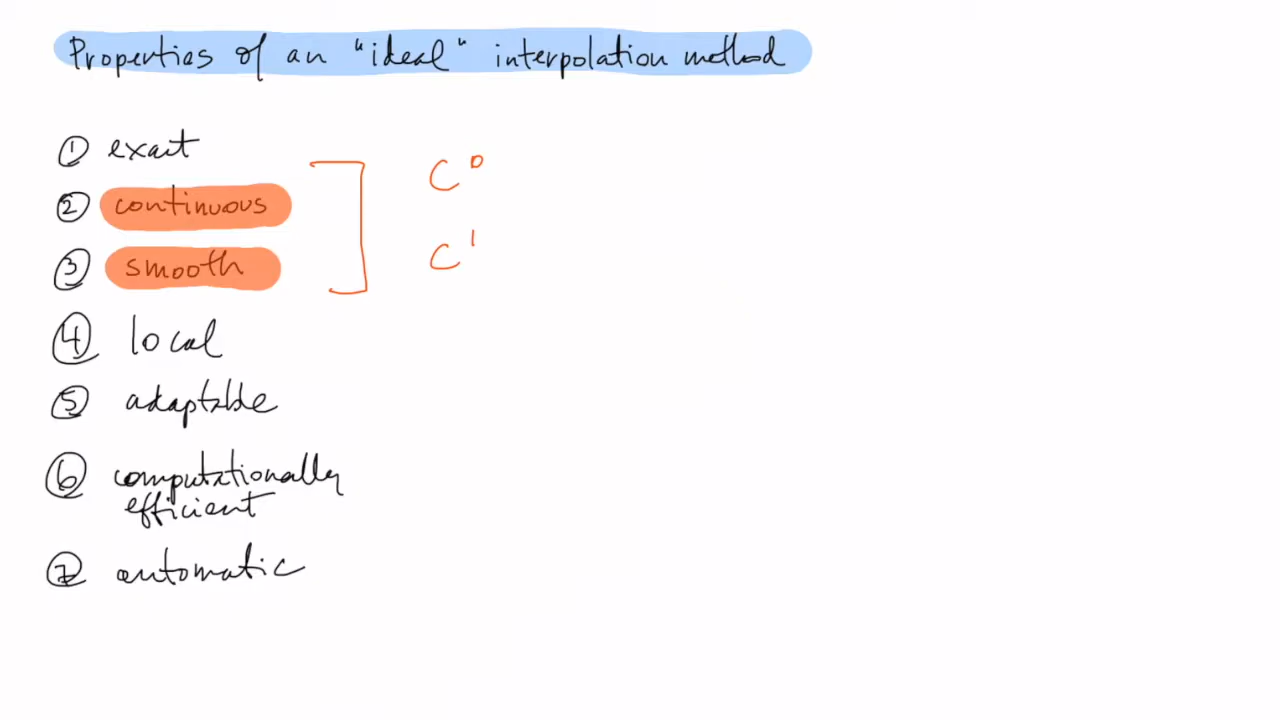 Properties of an "ideal" interpolation method
① exact
② continuous
③ smooth
C⁰
C¹
④ local
⑤ adaptable
⑥ computationally
efficient
⑦ automatic